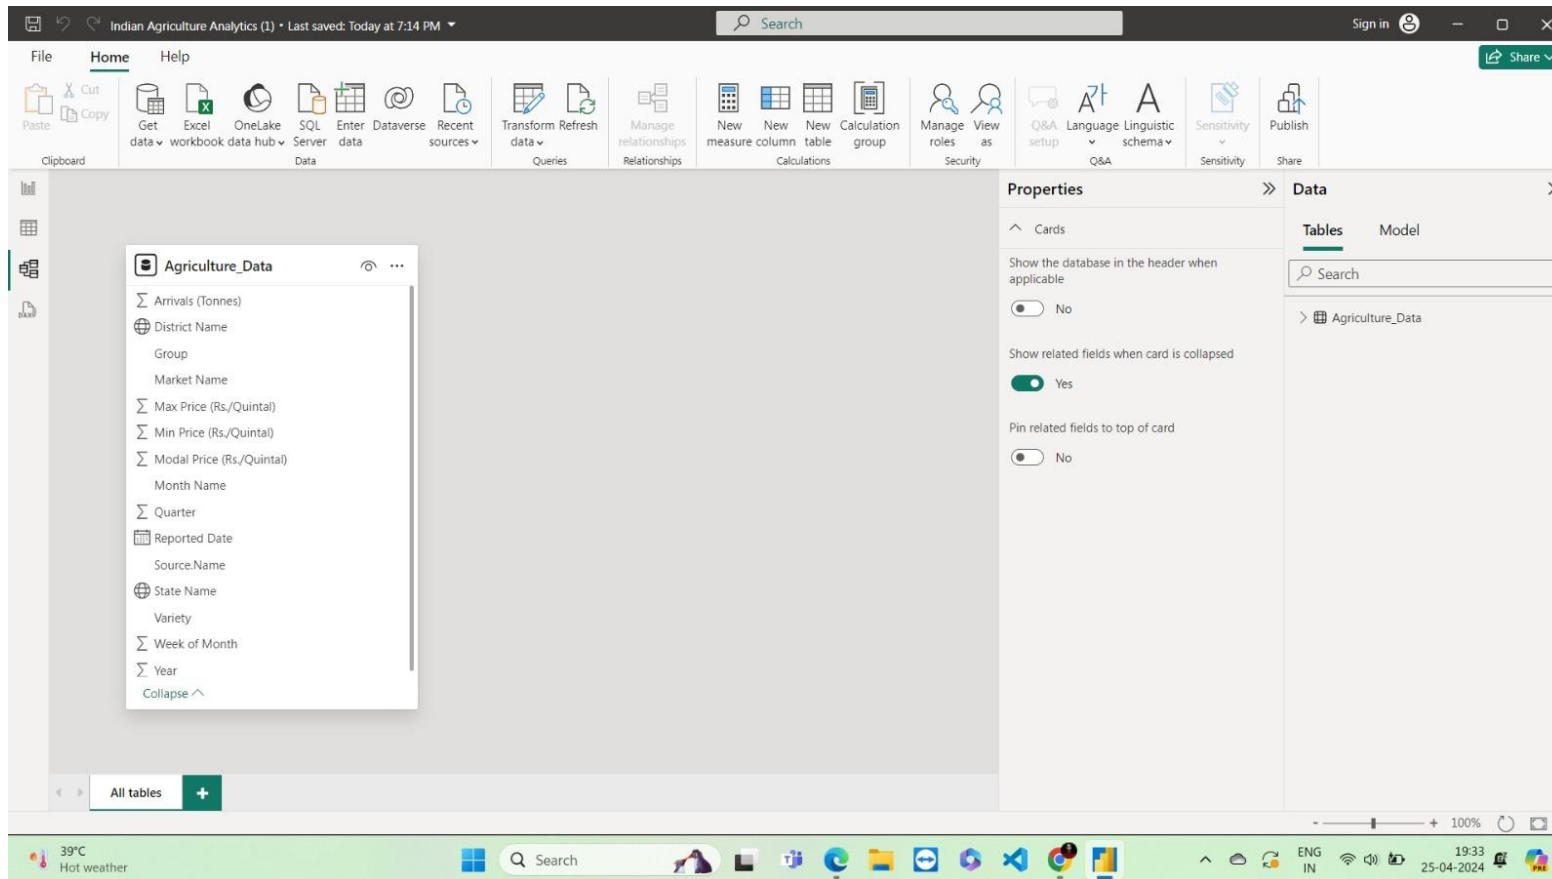 Indian Agriculture Analytics (1) • Last saved: Today at 7:14 PM
Search
Sign in
File Home Help
Share
Paste
Cut
Copy
Clipboard
Get data
Excel workbook
OneLake data hub
SQL Server
Enter data
Dataverse
Recent sources
Data
Transform data
Refresh
Queries
Manage relationships
Relationships
New measure
New column
New table
Calculation group
Calculations
Manage roles
View as
Security
Q&A setup
Language
Linguistic schema
Q&A
Sensitivity
Sensitivity
Publish
Share
DAX
Agriculture_Data
Arrivals (Tonnes)
District Name
Group
Market Name
Max Price (Rs./Quintal)
Min Price (Rs./Quintal)
Modal Price (Rs./Quintal)
Month Name
Quarter
Reported Date
Source.Name
State Name
Variety
Week of Month
Year
Collapse
Properties
Cards
Show the database in the header when
applicable
No
Show related fields when card is collapsed
Yes
Pin related fields to top of card
No
Data
Tables Model
Search
Agriculture_Data
All tables
100%
39°C
Hot weather
Search
ENG
IN
19:33
25-04-2024
PRE